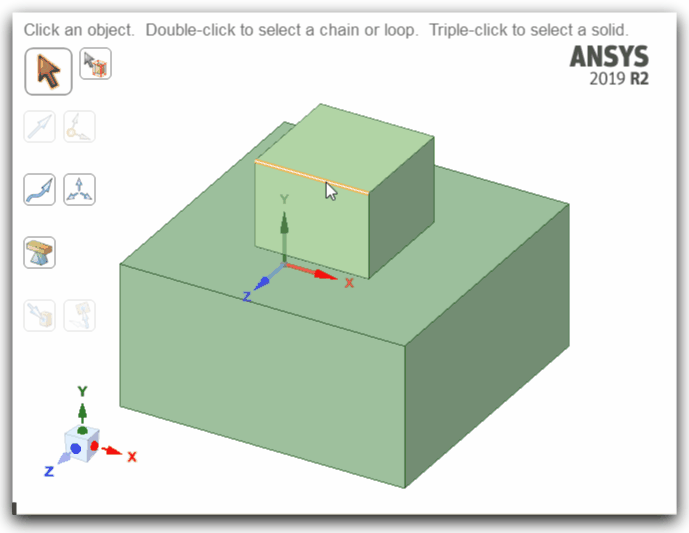 Click an object. Double-click to select a chain or loop. Triple-click to select a solid.
ANSYS
2019 R2
Y
X
Z
Y
X
Z